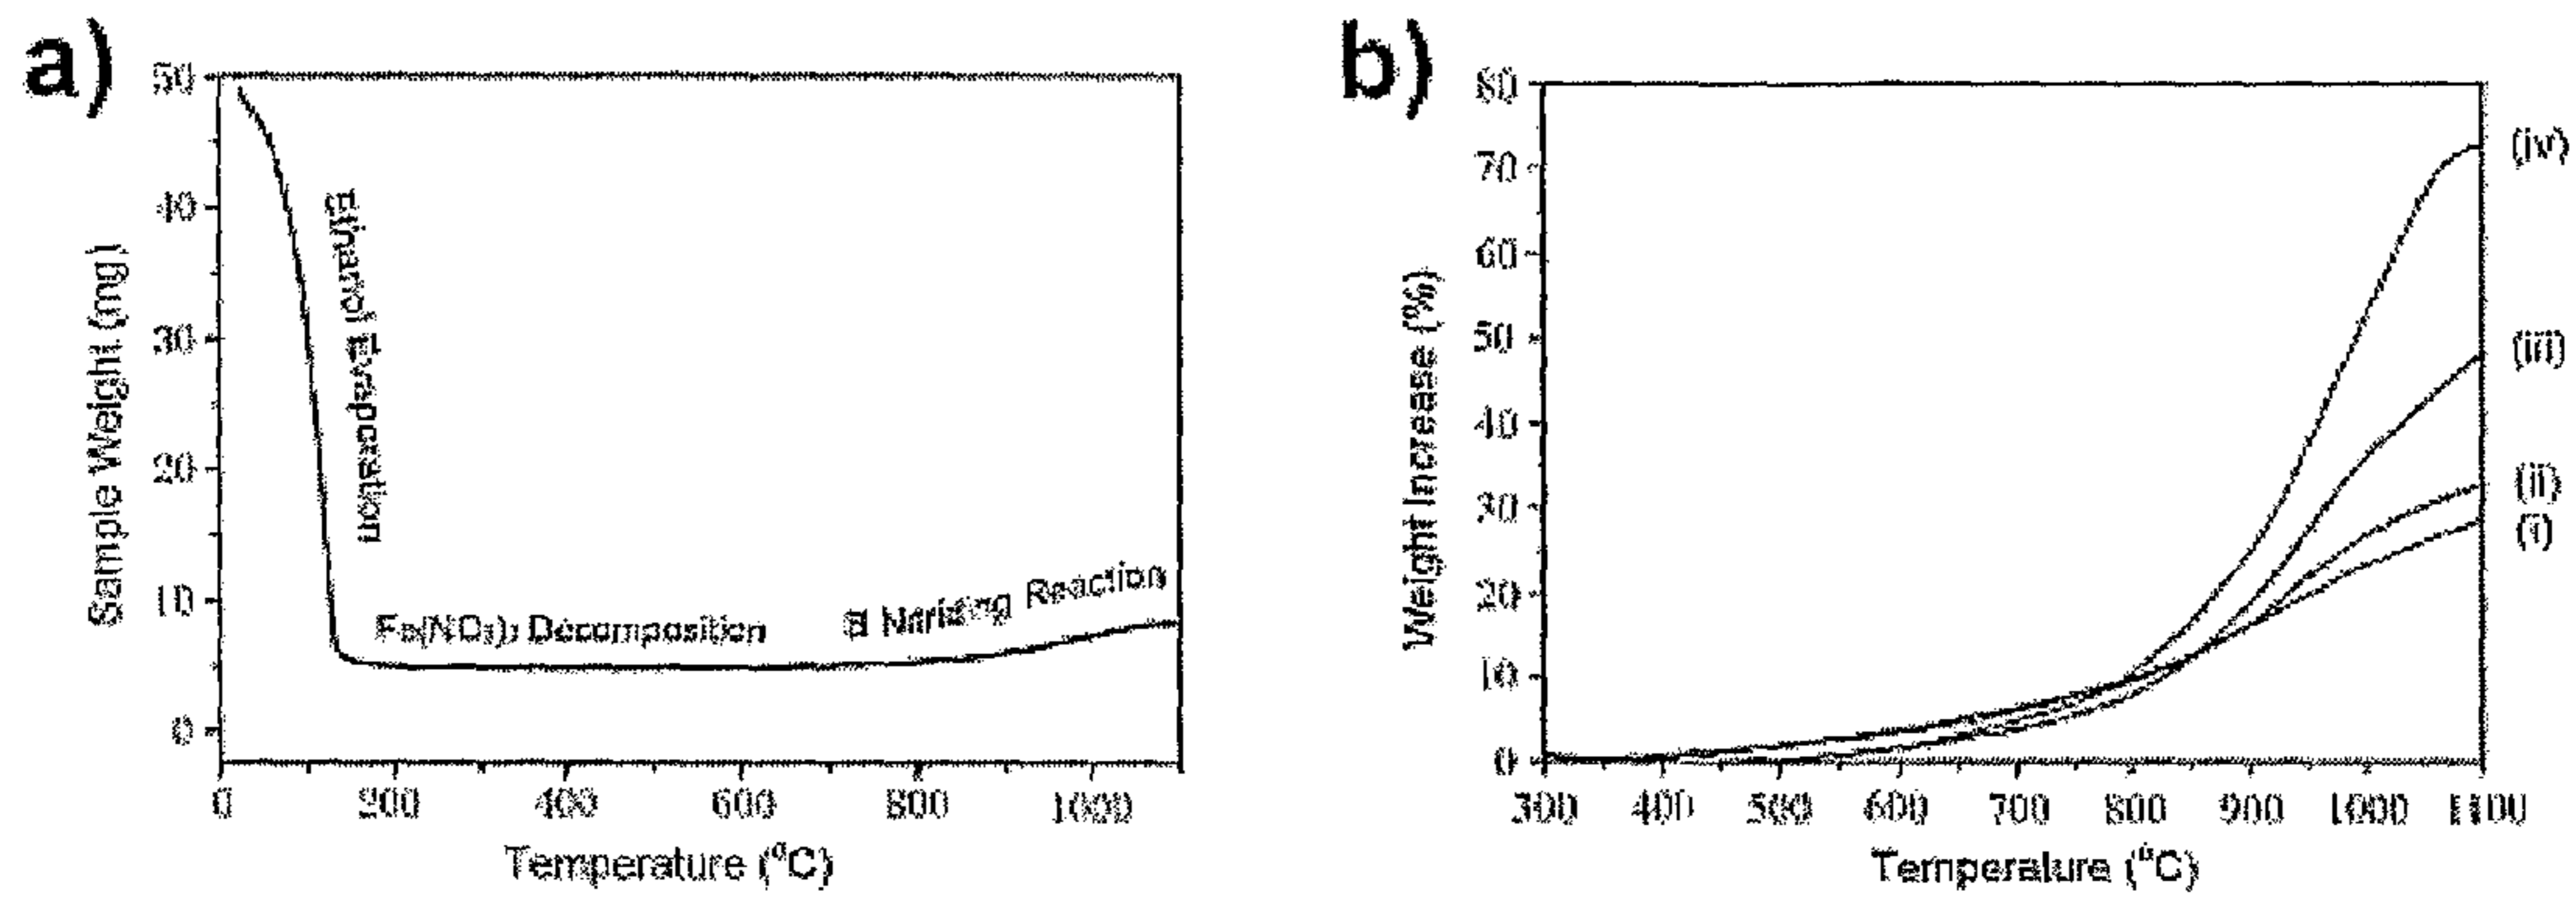 a)
50
40
30
20
10
0
Sample Weight (mg)
Ethanol Evaporation
Fe(NO3)3 Decomposition
B Nitriding Reaction
0 200 400 600 800 1000
Temperature (°C)
b)
80
70
60
50
40
30
20
10
0
Weight Increase (%)
(iv)
(iii)
(ii)
(i)
300 400 500 600 700 800 900 1000 1100
Temperature (°C)